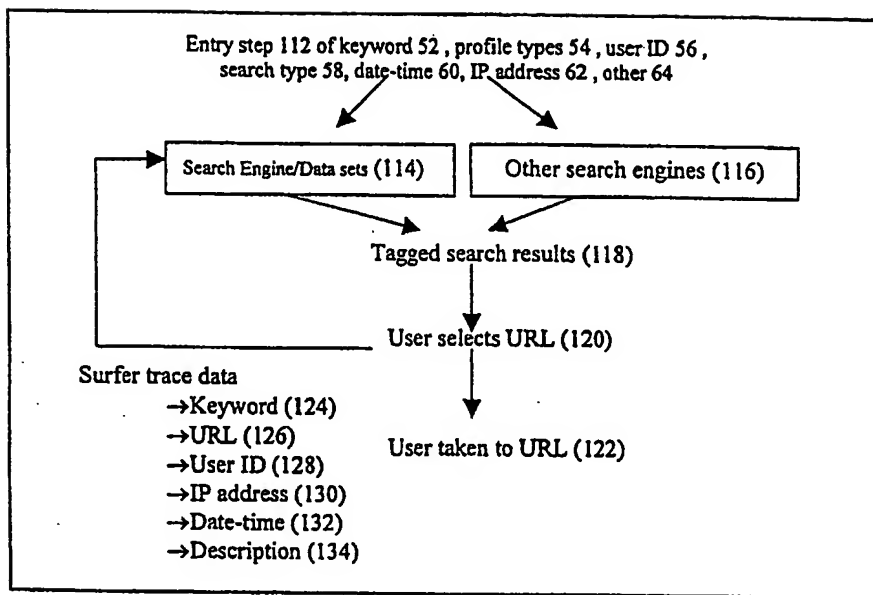 Entry step 112 of keyword 52 , profile types 54 , user ID 56 ,
search type 58, date-time 60, IP address 62 , other 64
Search Engine/Data sets (114)
Other search engines (116)
Tagged search results (118)
User selects URL (120)
Surfer trace data
→Keyword (124)
→URL (126)
User taken to URL (122)
→User ID (128)
→IP address (130)
→Date-time (132)
→Description (134)